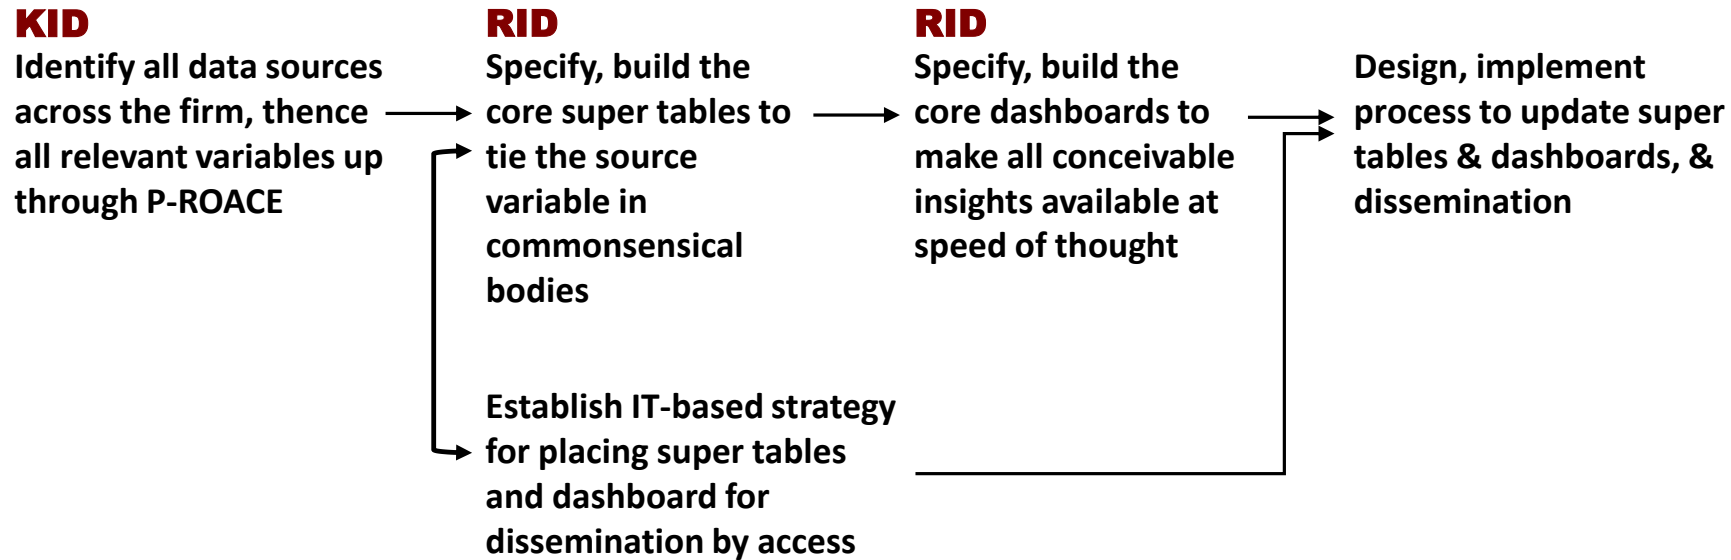 KID
Identify all data sources
across the firm, thence
all relevant variables up
through P-ROACE
RID
Specify, build the
core super tables to
tie the source
variable in
commonsensical
bodies
RID
Specify, build the
core dashboards to
make all conceivable
insights available at
speed of thought
Design, implement
process to update super
tables & dashboards, &
dissemination
Establish IT-based strategy
for placing super tables
and dashboard for
dissemination by access